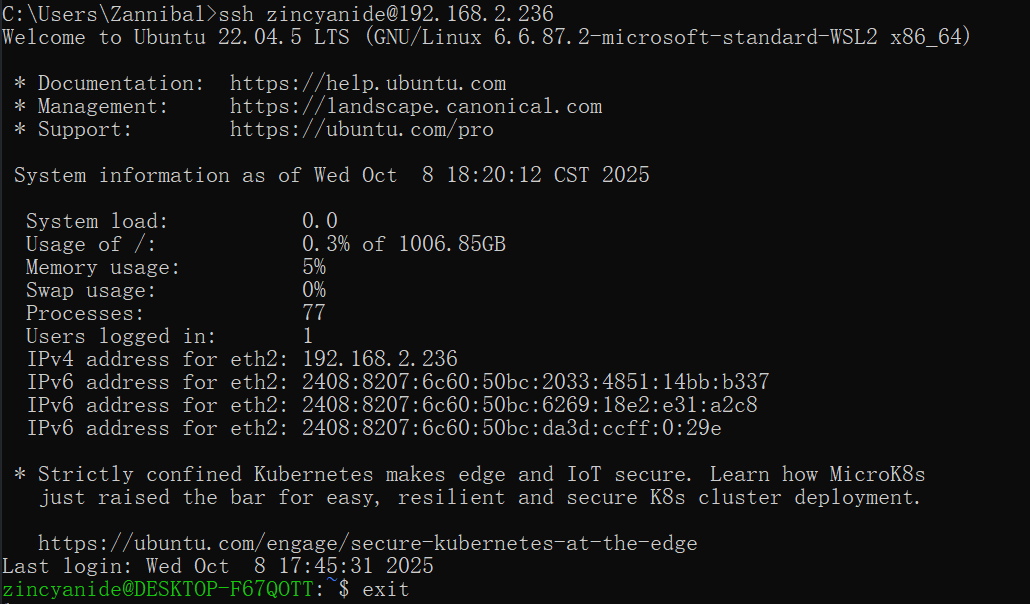 C:\Users\Zannibal>ssh zincyanide@192.168.2.236
Welcome to Ubuntu 22.04.5 LTS (GNU/Linux 6.6.87.2-microsoft-standard-WSL2 x86_64)

 * Documentation:  https://help.ubuntu.com
 * Management:     https://landscape.canonical.com
 * Support:        https://ubuntu.com/pro

 System information as of Wed Oct  8 18:20:12 CST 2025

  System load:           0.0
  Usage of /:            0.3% of 1006.85GB
  Memory usage:          5%
  Swap usage:            0%
  Processes:             77
  Users logged in:       1
  IPv4 address for eth2: 192.168.2.236
  IPv6 address for eth2: 2408:8207:6c60:50bc:2033:4851:14bb:b337
  IPv6 address for eth2: 2408:8207:6c60:50bc:6269:18e2:e31:a2c8
  IPv6 address for eth2: 2408:8207:6c60:50bc:da3d:ccff:0:29e

 * Strictly confined Kubernetes makes edge and IoT secure. Learn how MicroK8s
   just raised the bar for easy, resilient and secure K8s cluster deployment.

   https://ubuntu.com/engage/secure-kubernetes-at-the-edge
Last login: Wed Oct  8 17:45:31 2025
zincyanide@DESKTOP-F67QOTT:~$ exit